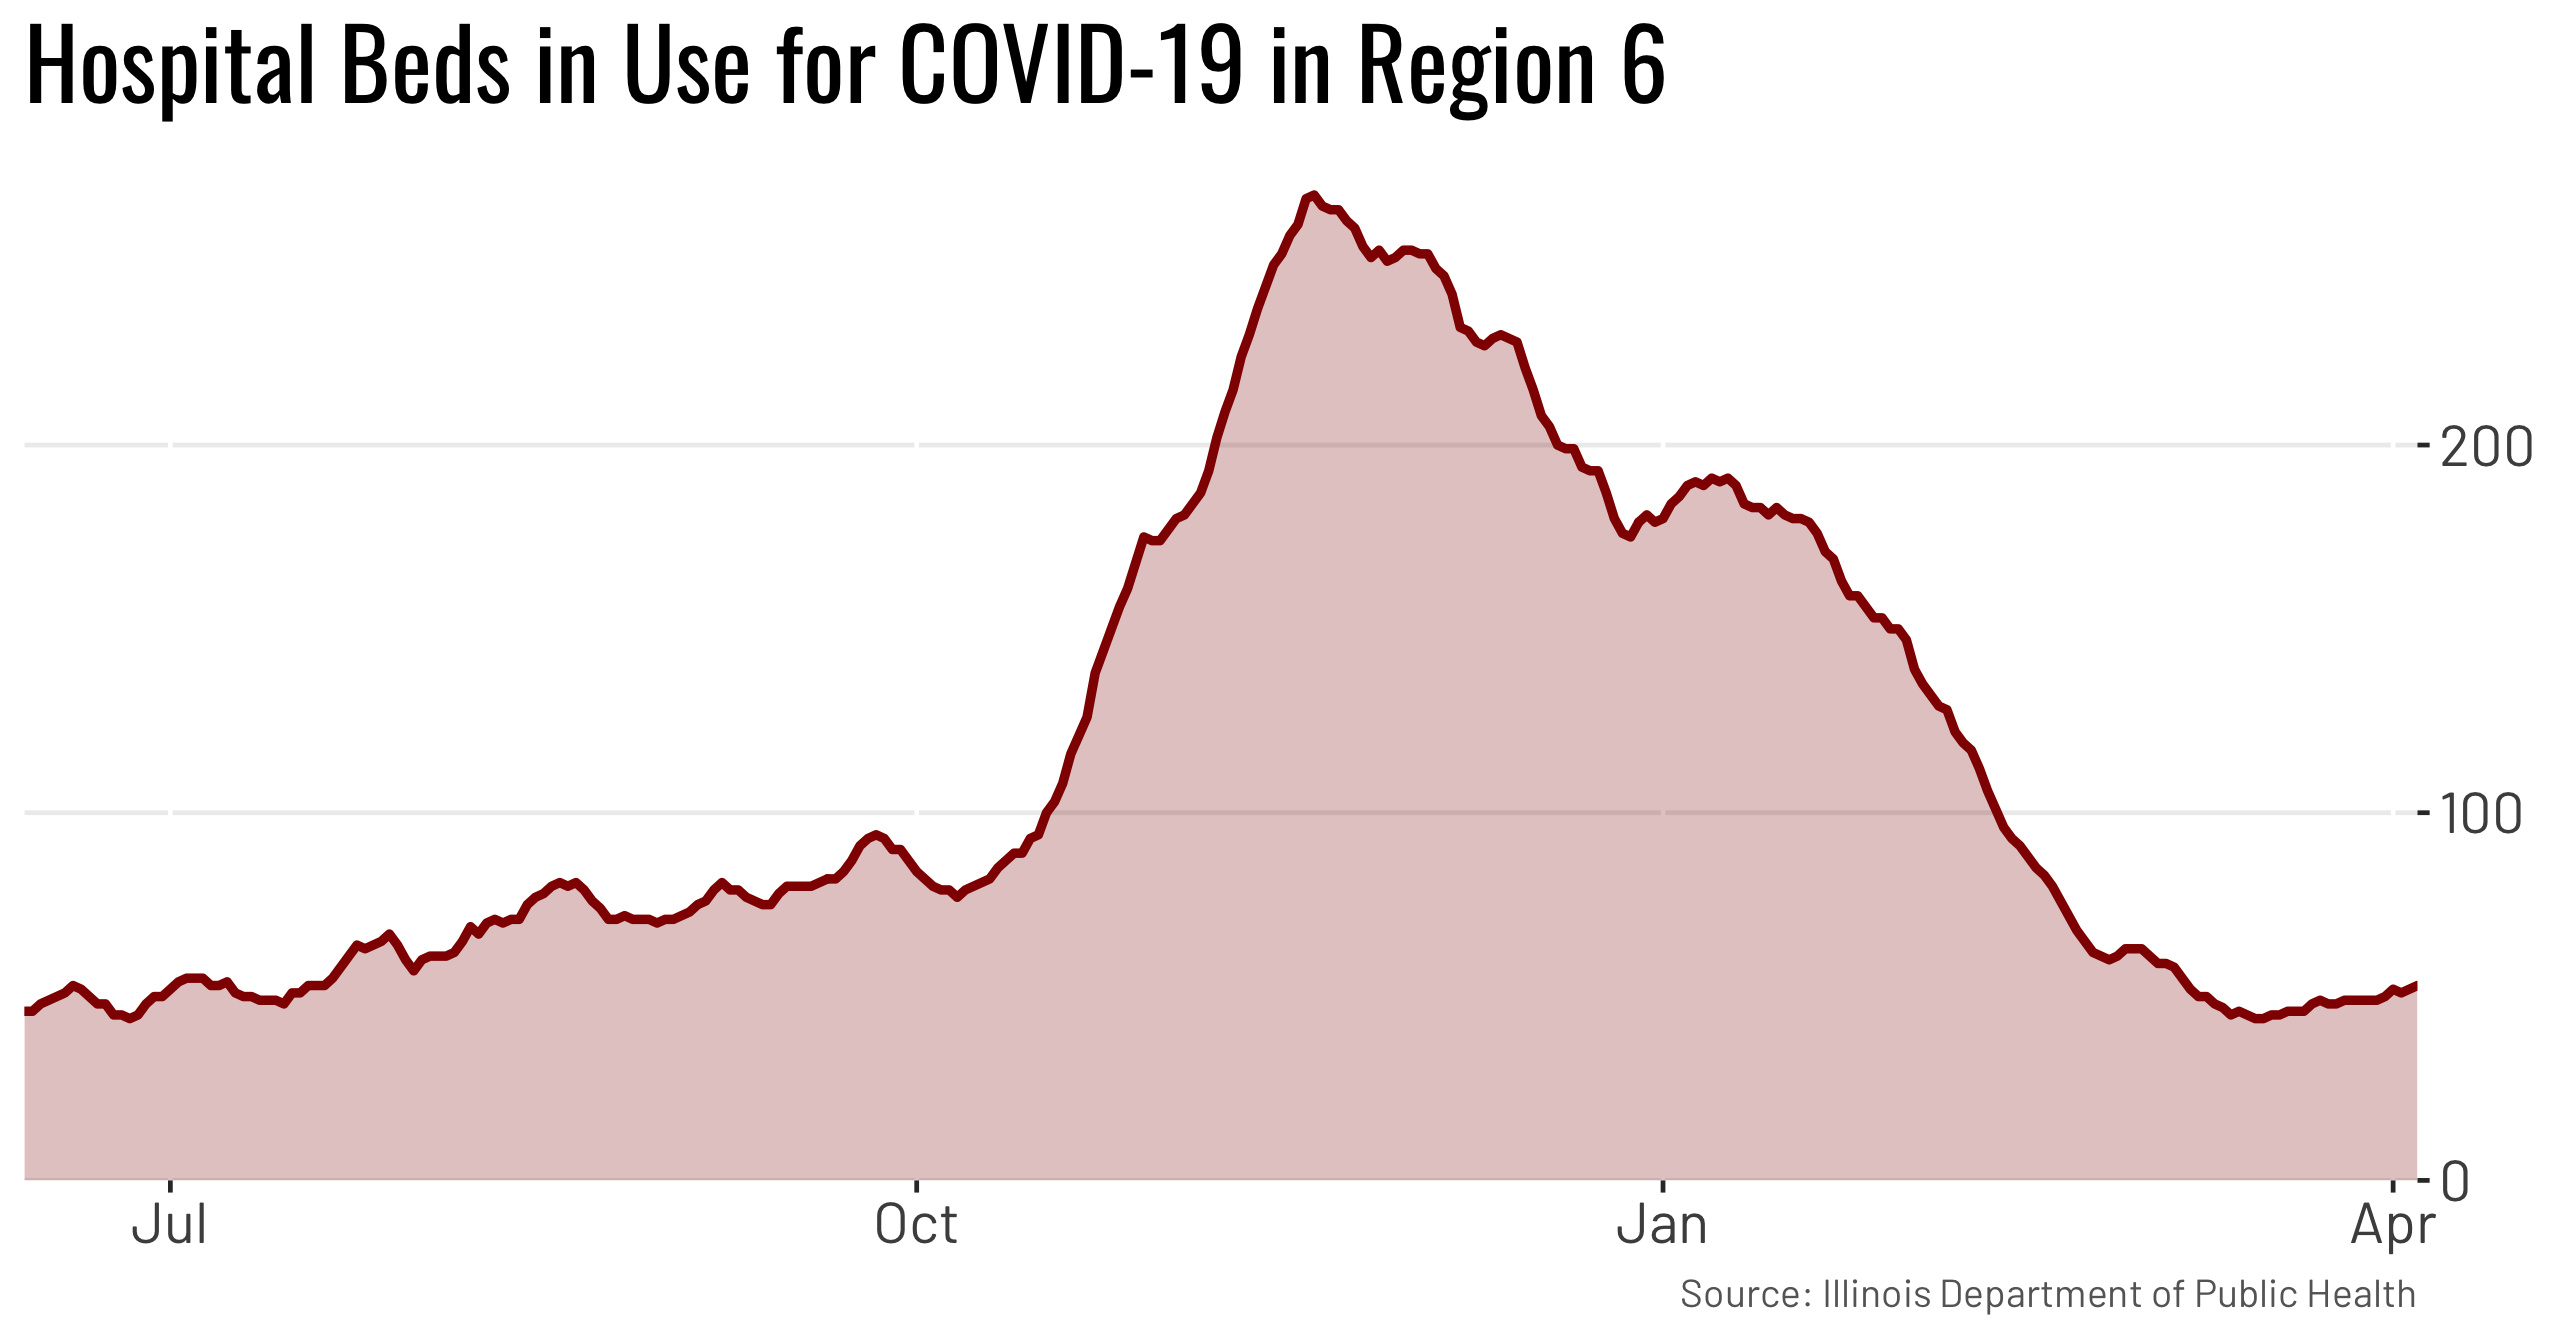 Hospital Beds in Use for COVID-19 in Region 6
200
100
0
Jul Oct Jan Apr
Source: Illinois Department of Public Health